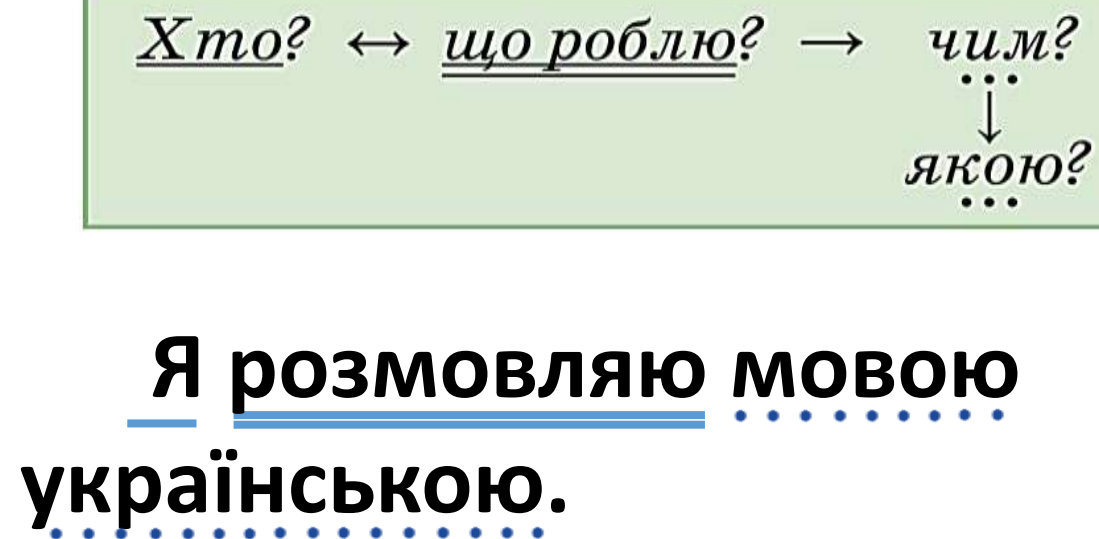 Хто? ↔ що роблю? → чим?
↓
якою?
Я розмовляю мовою
українською.